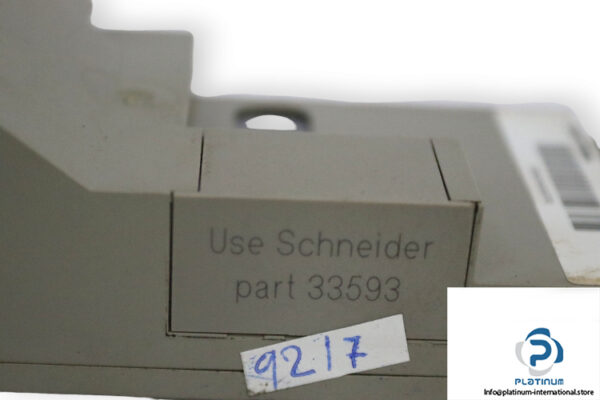 Use Schneider
part 33593
9217
PLATINUM
Info@platinum-international.store